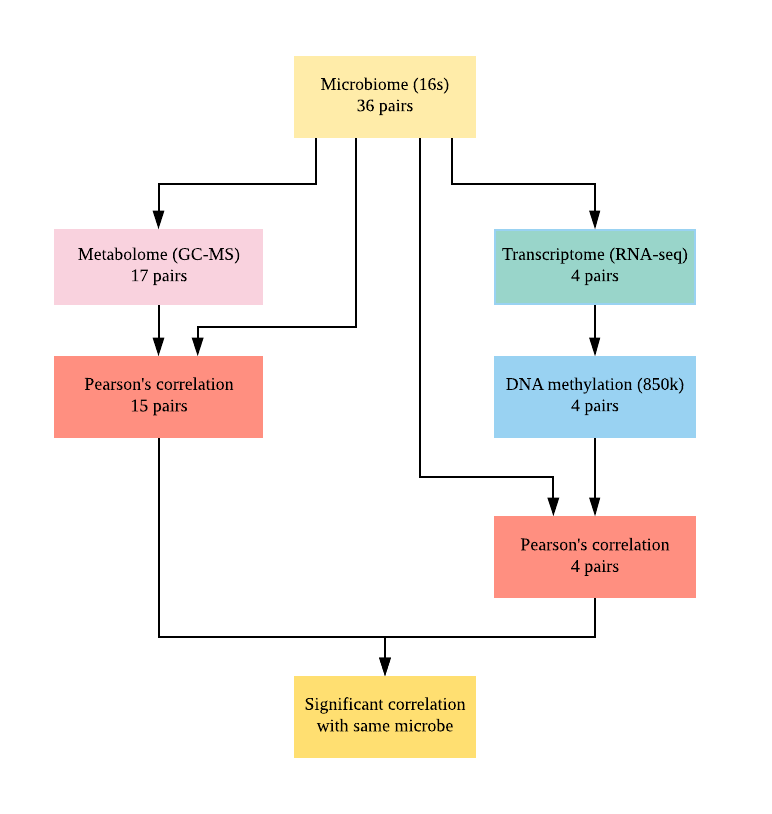 Microbiome (16s)
36 pairs
Metabolome (GC-MS)
17 pairs
Transcriptome (RNA-seq)
4 pairs
Pearson's correlation
15 pairs
DNA methylation (850k)
4 pairs
Pearson's correlation
4 pairs
Significant correlation
with same microbe